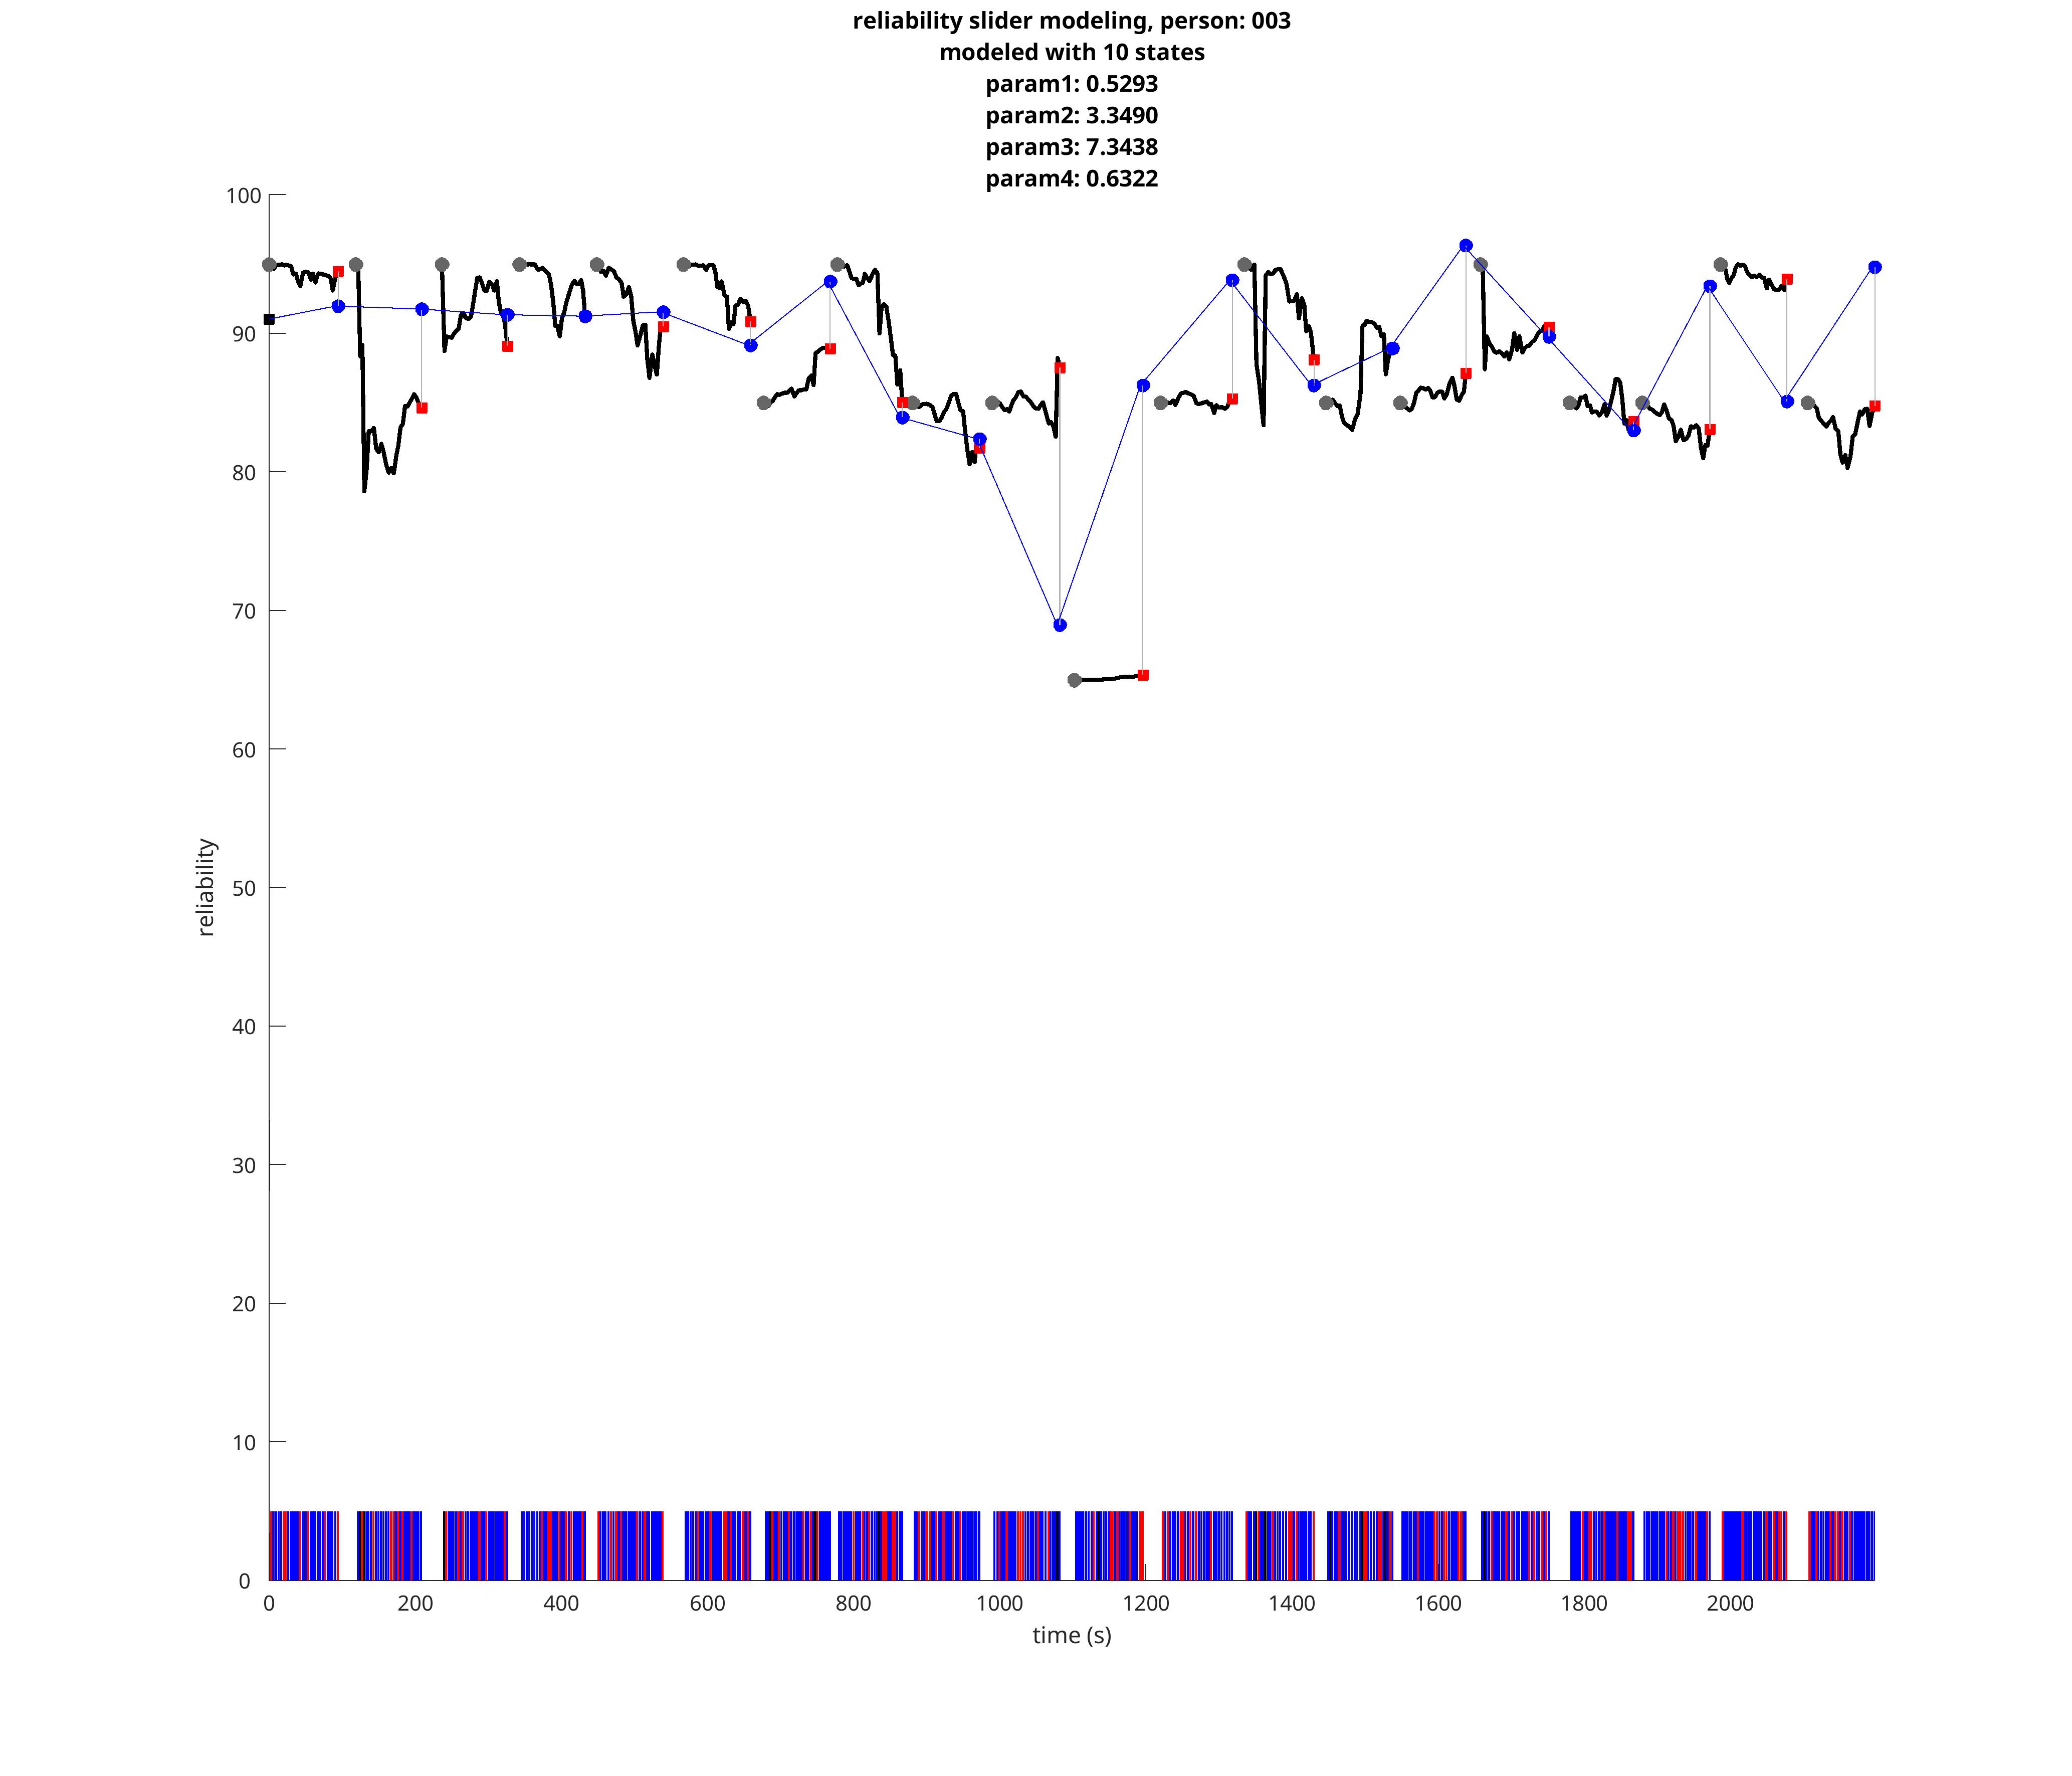 reliability slider modeling, person: 003
modeled with 10 states
param1: 0.5293
param2: 3.3490
param3: 7.3438
param4: 0.6322
100
90
80
70
60
50
40
30
20
10
0
reliability
0 200 400 600 800 1000 1200 1400 1600 1800 2000
time (s)